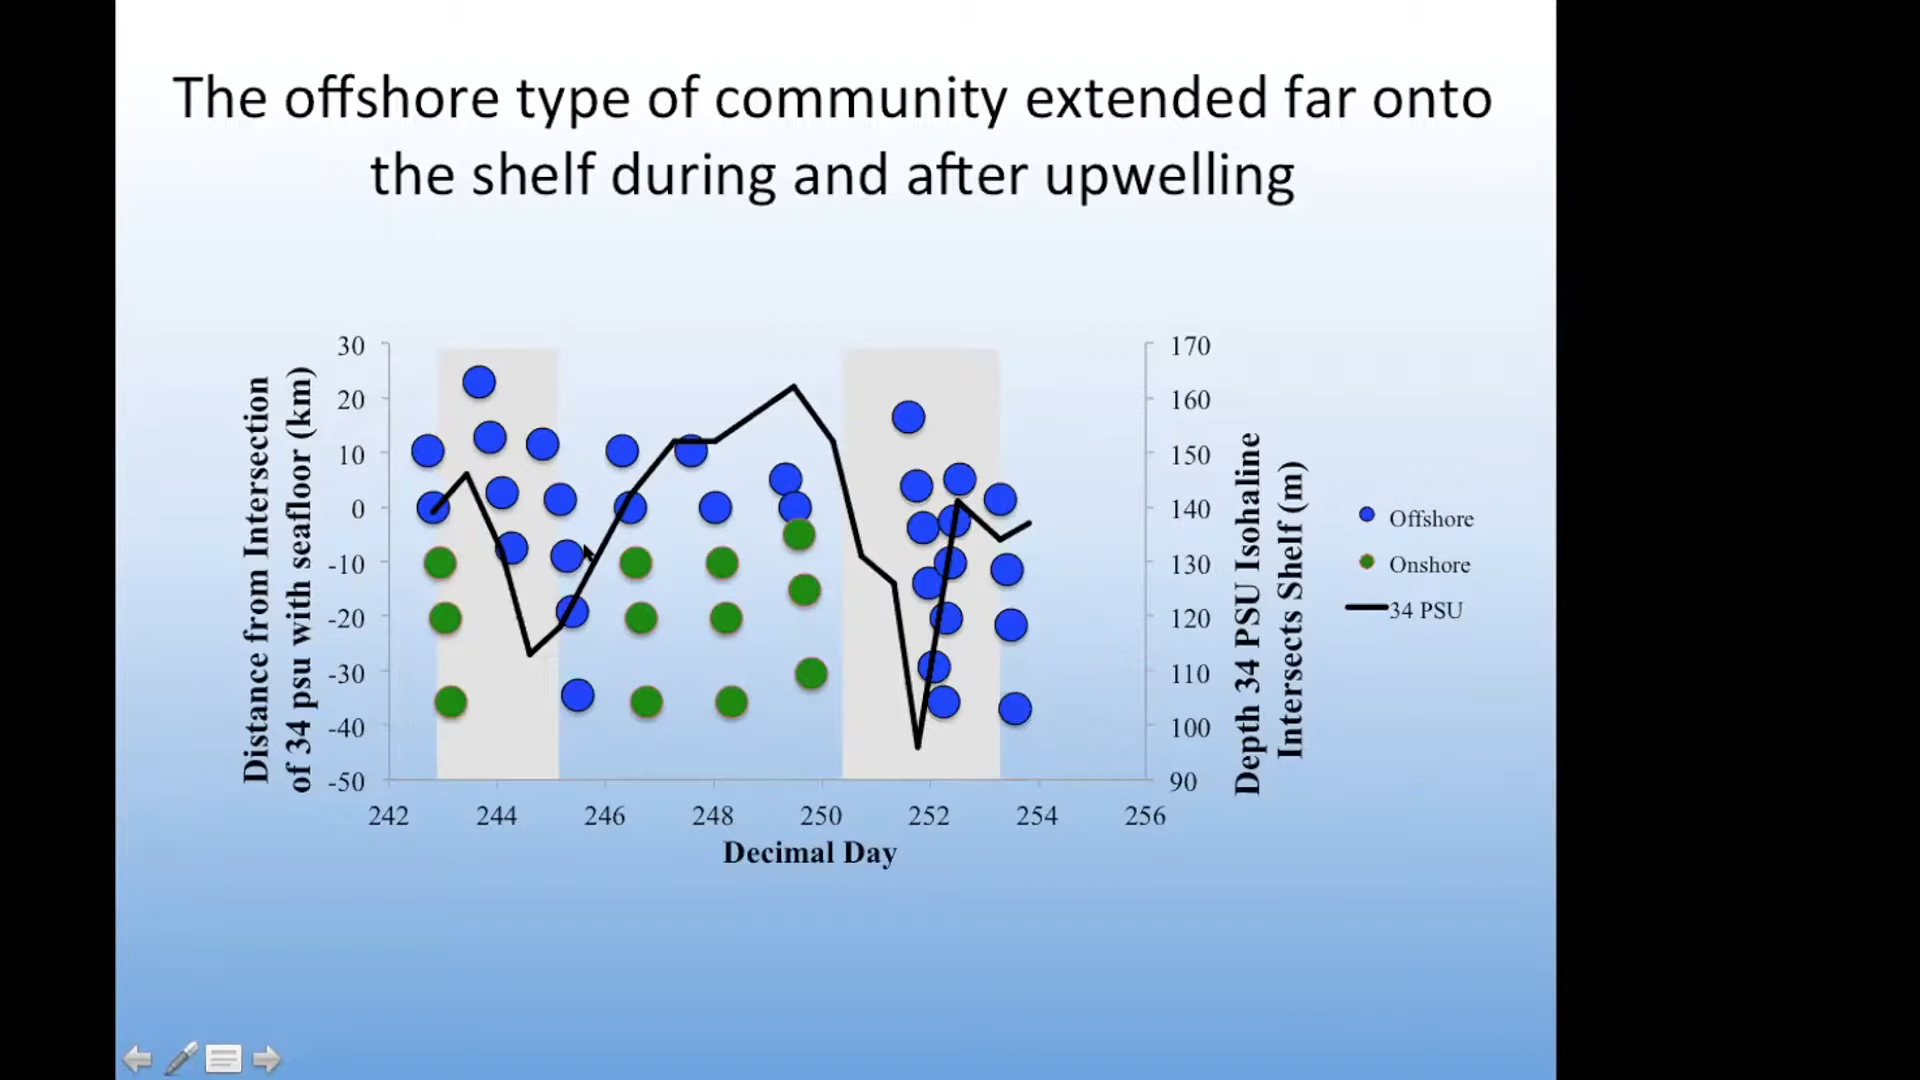 The offshore type of community extended far onto
the shelf during and after upwelling
Distance from Intersection
of 34 psu with seafloor (km)
30
20
10
0
-10
-20
-30
-40
-50
242
244
246
248
250
252
254
256
Decimal Day
170
160
150
140
130
120
110
100
90
Depth 34 PSU Isohaline
Intersects Shelf (m)
Offshore
Onshore
34 PSU